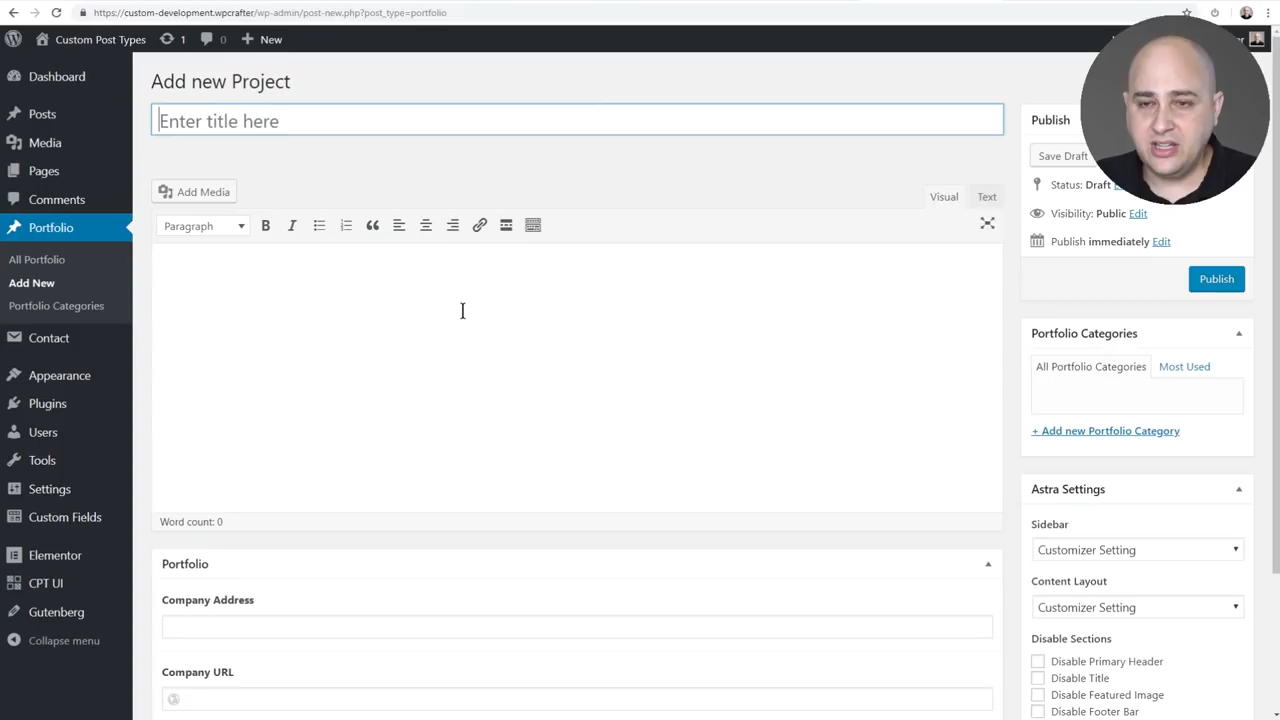 https://custom-development.wpcrafter/wp-admin/post-new.php?post_type=portfolio
Custom Post Types
1
0
New
Dashboard
Posts
Media
Pages
Comments
Portfolio
All Portfolio
Add New
Portfolio Categories
Contact
Appearance
Plugins
Users
Tools
Settings
Custom Fields
Elementor
CPT UI
Gutenberg
Collapse menu
Add new Project
Enter title here
Add Media
Visual
Text
Paragraph
B
I
Word count: 0
Portfolio
Company Address
Company URL
Publish
Save Draft
Status: Draft
Visibility: Public Edit
Publish immediately Edit
Publish
Portfolio Categories
All Portfolio Categories
Most Used
+ Add new Portfolio Category
Astra Settings
Sidebar
Customizer Setting
Content Layout
Customizer Setting
Disable Sections
Disable Primary Header
Disable Title
Disable Featured Image
Disable Footer Bar